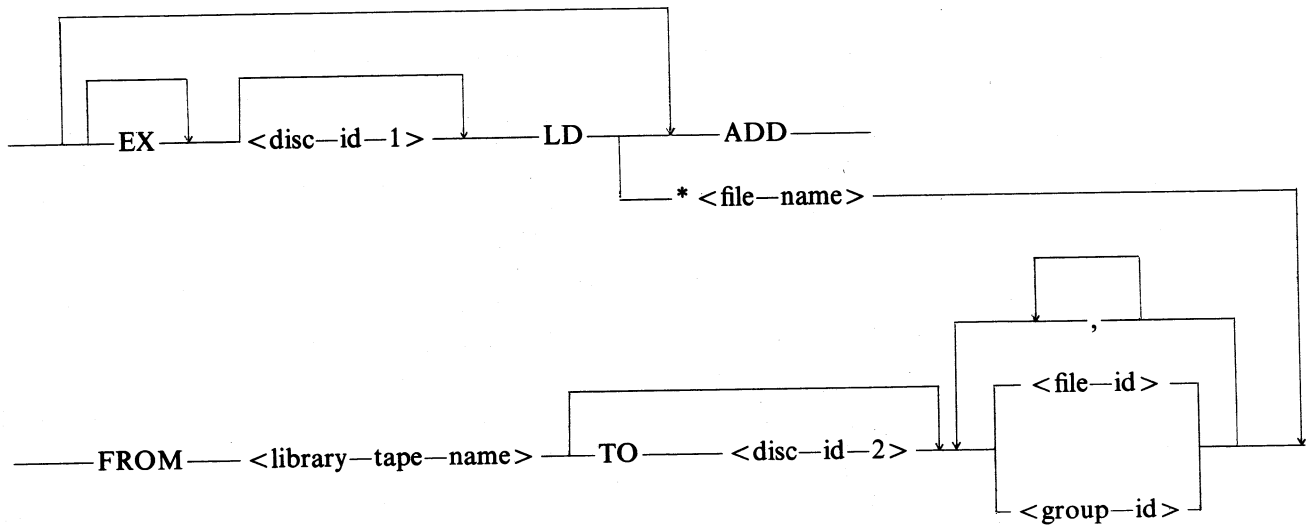 EX <disc—id—1> LD ADD
* <file—name>
,
<file—id>
FROM <library—tape—name> TO <disc—id—2>
<group—id>